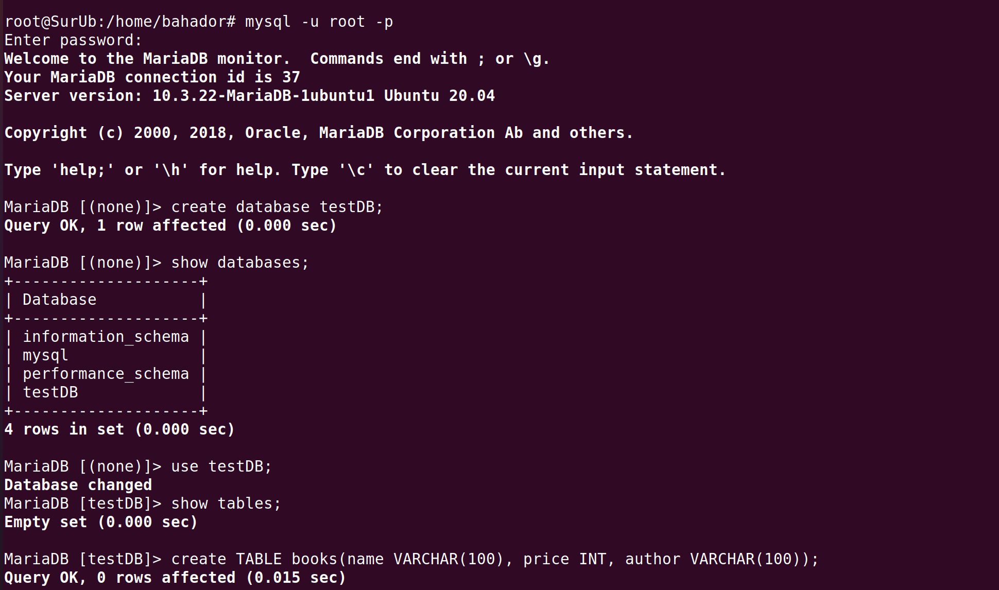 root@SurUb:/home/bahador# mysql -u root -p
Enter password:
Welcome to the MariaDB monitor.  Commands end with ; or \g.
Your MariaDB connection id is 37
Server version: 10.3.22-MariaDB-1ubuntu1 Ubuntu 20.04

Copyright (c) 2000, 2018, Oracle, MariaDB Corporation Ab and others.

Type 'help;' or '\h' for help. Type '\c' to clear the current input statement.

MariaDB [(none)]> create database testDB;
Query OK, 1 row affected (0.000 sec)

MariaDB [(none)]> show databases;
+--------------------+
| Database           |
+--------------------+
| information_schema |
| mysql              |
| performance_schema |
| testDB             |
+--------------------+
4 rows in set (0.000 sec)

MariaDB [(none)]> use testDB;
Database changed
MariaDB [testDB]> show tables;
Empty set (0.000 sec)

MariaDB [testDB]> create TABLE books(name VARCHAR(100), price INT, author VARCHAR(100));
Query OK, 0 rows affected (0.015 sec)